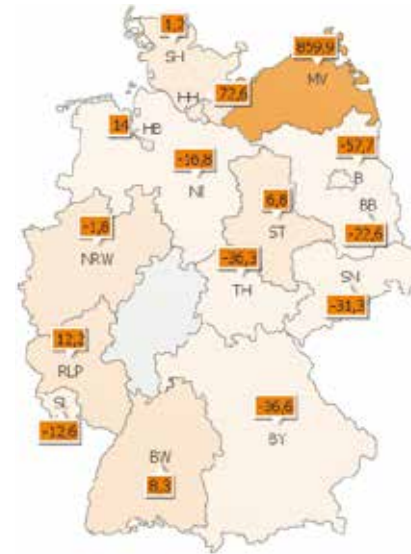 1,2
SH
859,9
MV
HH
72,6
14
HB
-57,7
-16,8
B
NI
BB
6,8
ST
-22,6
-1,6
NRW
-36,3
TH
SN
-31,3
12,2
RLP
SL
-12,6
-36,6
BY
BW
8,3